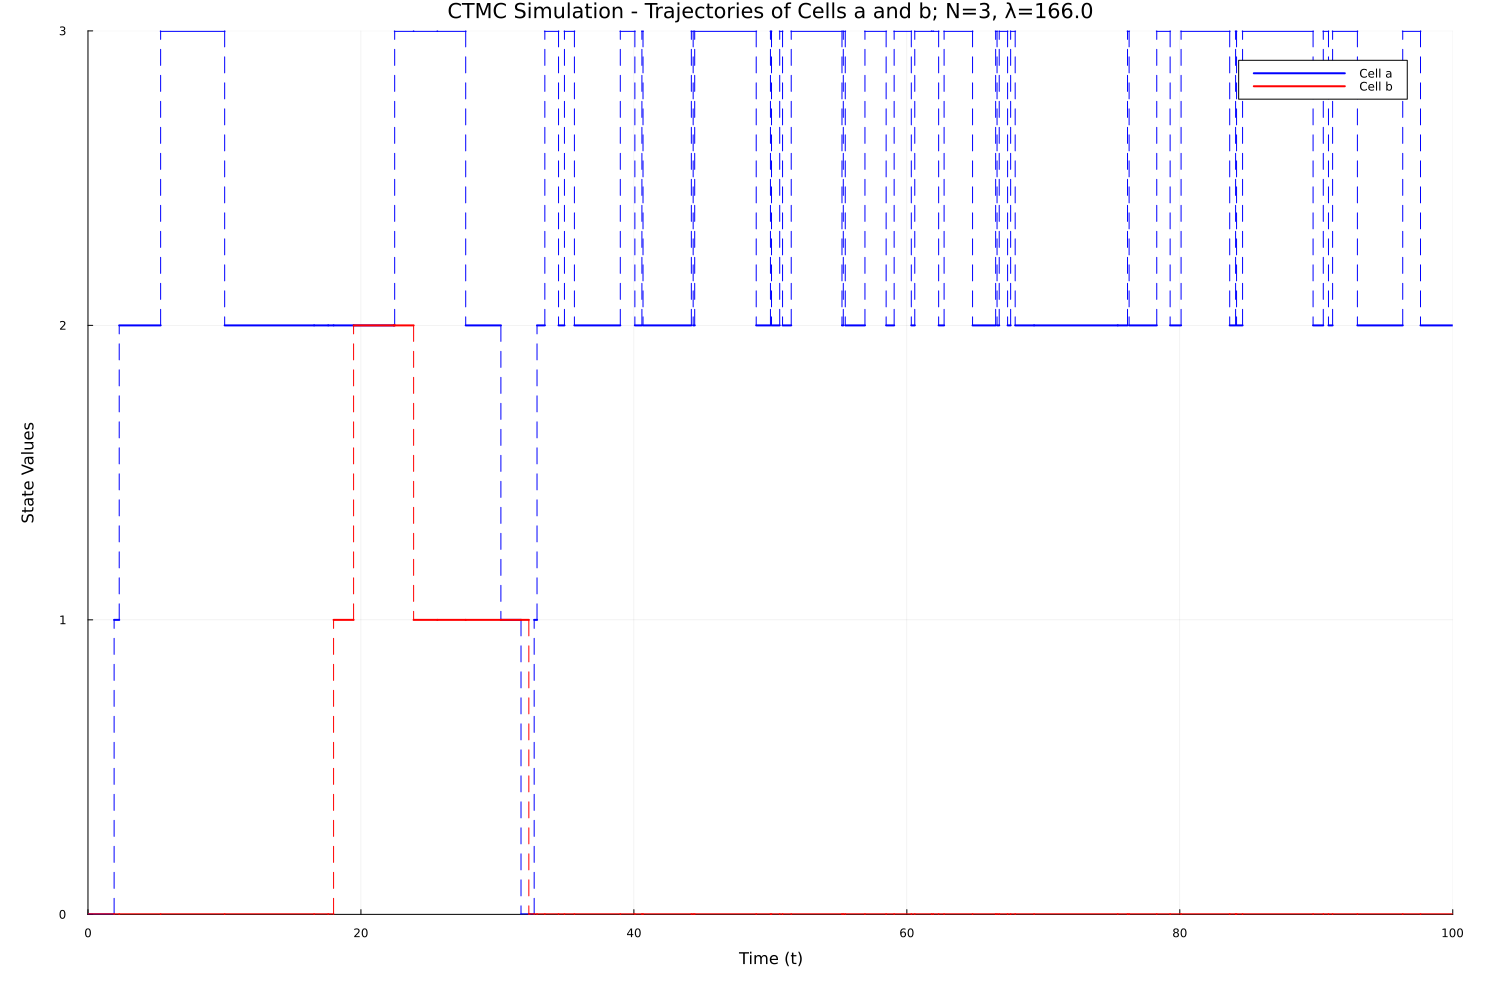 CTMC Simulation - Trajectories of Cells a and b; N=3, λ=166.0
3
Cell a
Cell b
2
State Values
1
0
0 20 40 60 80 100
Time (t)